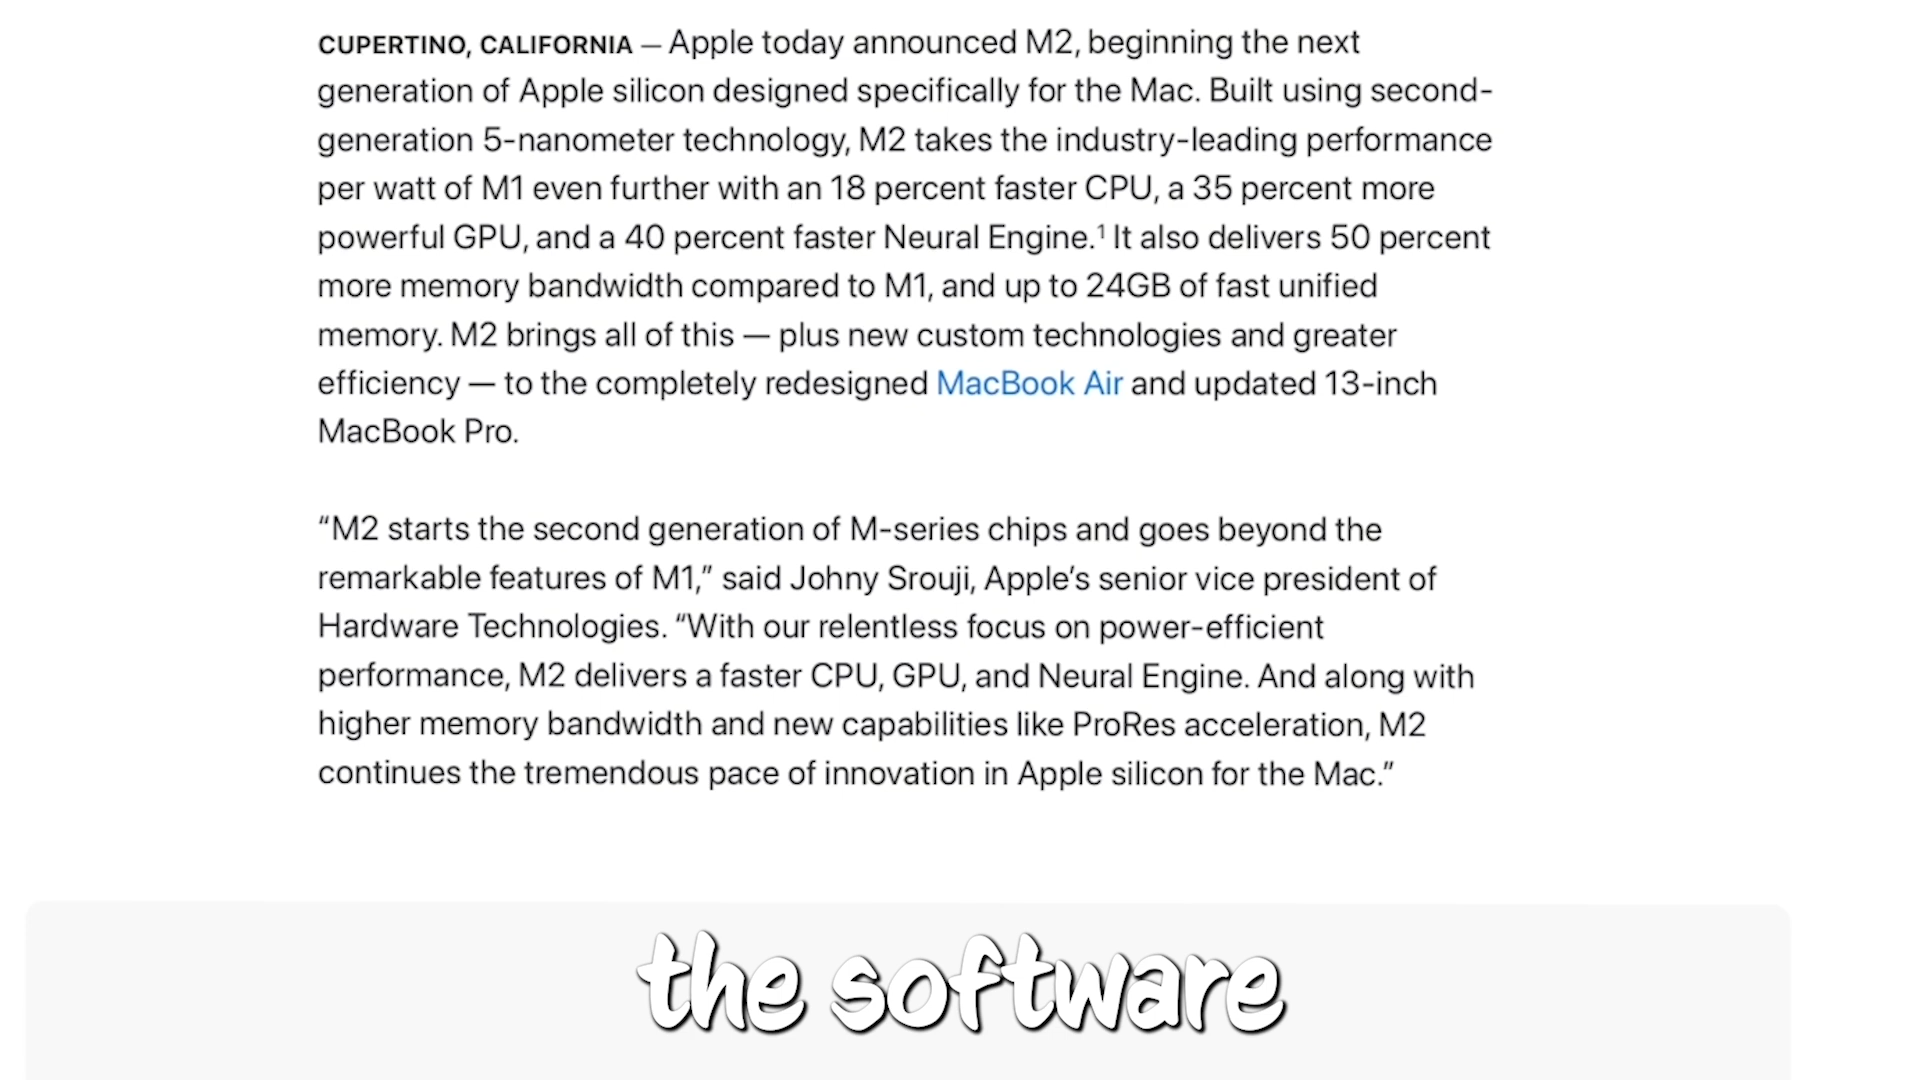 CUPERTINO, CALIFORNIA — Apple today announced M2, beginning the next
generation of Apple silicon designed specifically for the Mac. Built using second-
generation 5-nanometer technology, M2 takes the industry-leading performance
per watt of M1 even further with an 18 percent faster CPU, a 35 percent more
powerful GPU, and a 40 percent faster Neural Engine.¹ It also delivers 50 percent
more memory bandwidth compared to M1, and up to 24GB of fast unified
memory. M2 brings all of this — plus new custom technologies and greater
efficiency — to the completely redesigned MacBook Air and updated 13-inch
MacBook Pro.
“M2 starts the second generation of M-series chips and goes beyond the
remarkable features of M1,” said Johny Srouji, Apple’s senior vice president of
Hardware Technologies. “With our relentless focus on power-efficient
performance, M2 delivers a faster CPU, GPU, and Neural Engine. And along with
higher memory bandwidth and new capabilities like ProRes acceleration, M2
continues the tremendous pace of innovation in Apple silicon for the Mac.”
the software